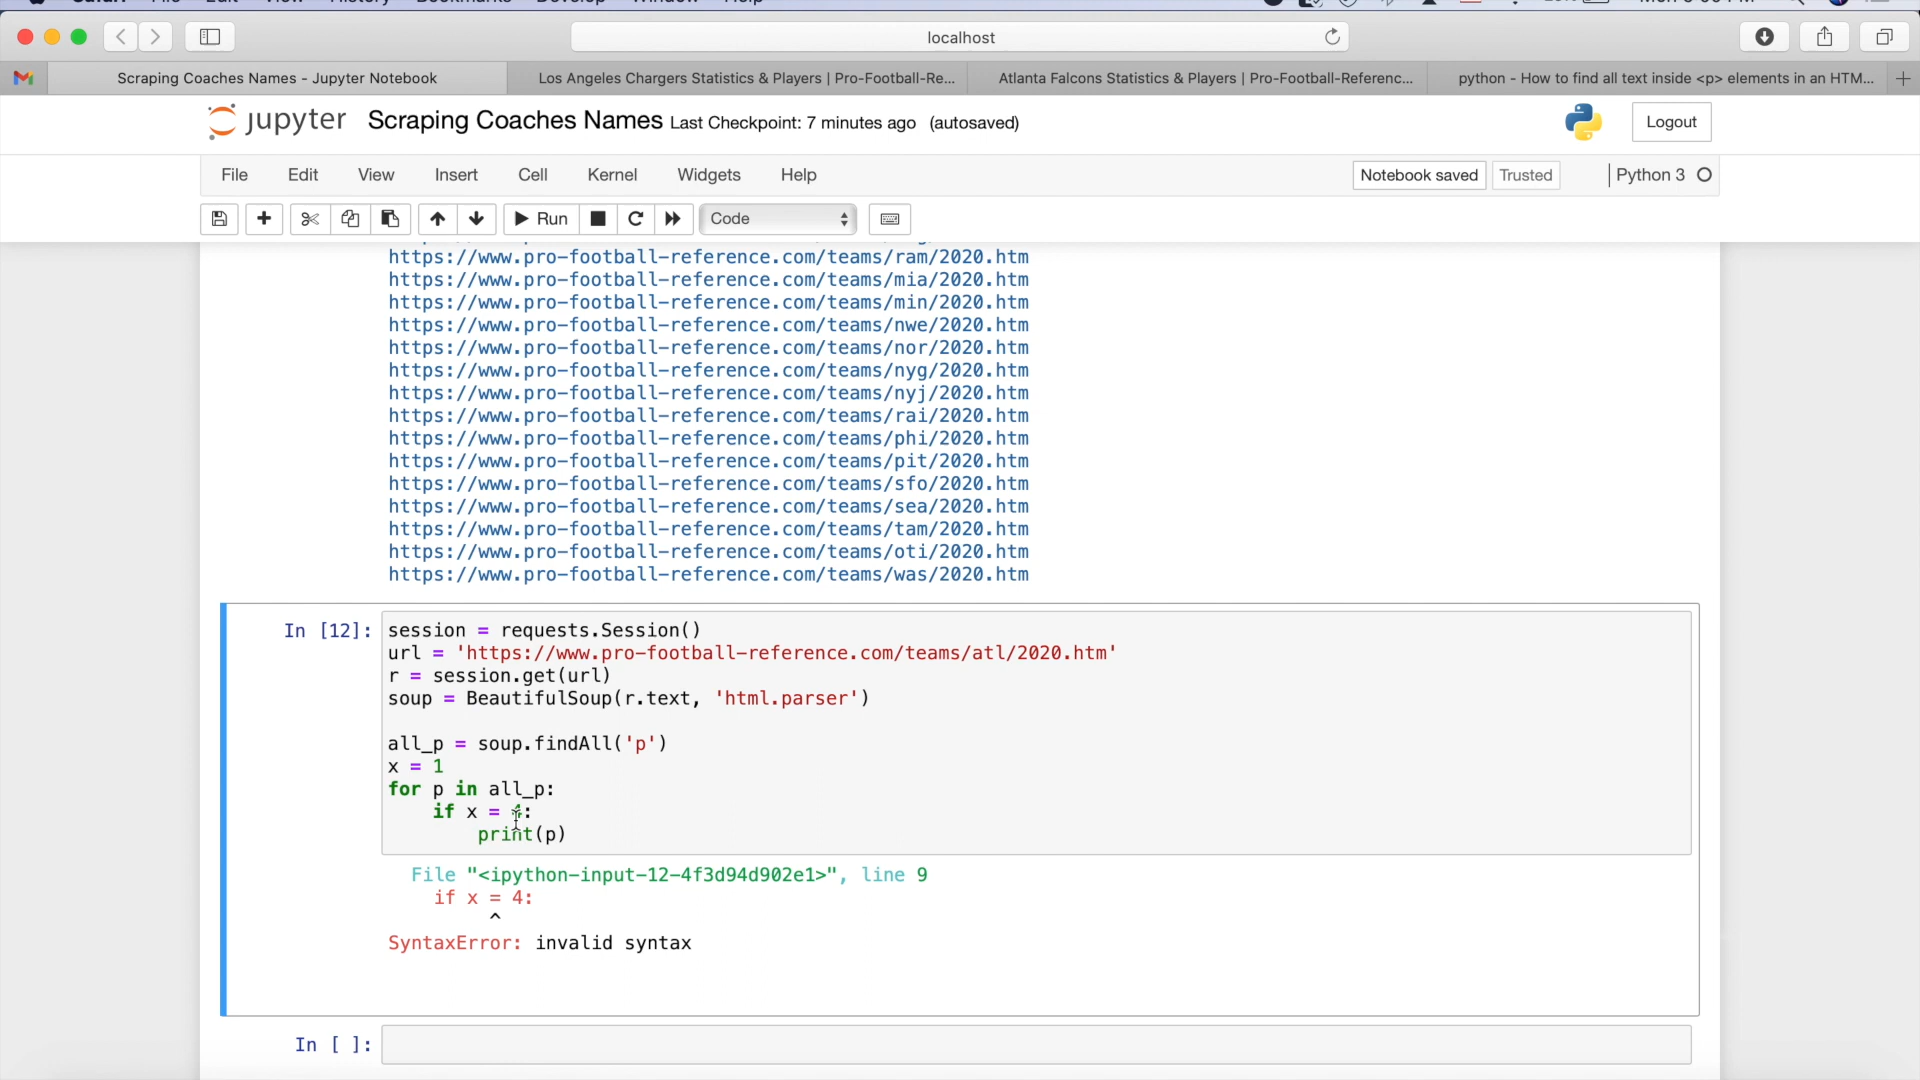 localhost
Scraping Coaches Names - Jupyter Notebook
Los Angeles Chargers Statistics & Players | Pro-Football-Re...
Atlanta Falcons Statistics & Players | Pro-Football-Referenc...
python - How to find all text inside <p> elements in an HTM...
jupyter Scraping Coaches Names Last Checkpoint: 7 minutes ago (autosaved)
Logout
File Edit View Insert Cell Kernel Widgets Help
Notebook saved Trusted Python 3
Run Code
https://www.pro-football-reference.com/teams/ram/2020.htm
https://www.pro-football-reference.com/teams/mia/2020.htm
https://www.pro-football-reference.com/teams/min/2020.htm
https://www.pro-football-reference.com/teams/nwe/2020.htm
https://www.pro-football-reference.com/teams/nor/2020.htm
https://www.pro-football-reference.com/teams/nyg/2020.htm
https://www.pro-football-reference.com/teams/nyj/2020.htm
https://www.pro-football-reference.com/teams/rai/2020.htm
https://www.pro-football-reference.com/teams/phi/2020.htm
https://www.pro-football-reference.com/teams/pit/2020.htm
https://www.pro-football-reference.com/teams/sfo/2020.htm
https://www.pro-football-reference.com/teams/sea/2020.htm
https://www.pro-football-reference.com/teams/tam/2020.htm
https://www.pro-football-reference.com/teams/oti/2020.htm
https://www.pro-football-reference.com/teams/was/2020.htm
In [12]: session = requests.Session()
url = 'https://www.pro-football-reference.com/teams/atl/2020.htm'
r = session.get(url)
soup = BeautifulSoup(r.text, 'html.parser')
all_p = soup.findAll('p')
x = 1
for p in all_p:
if x = 4:
print(p)
File "<ipython-input-12-4f3d94d902e1>", line 9
if x = 4:
^
SyntaxError: invalid syntax
In [ ]: